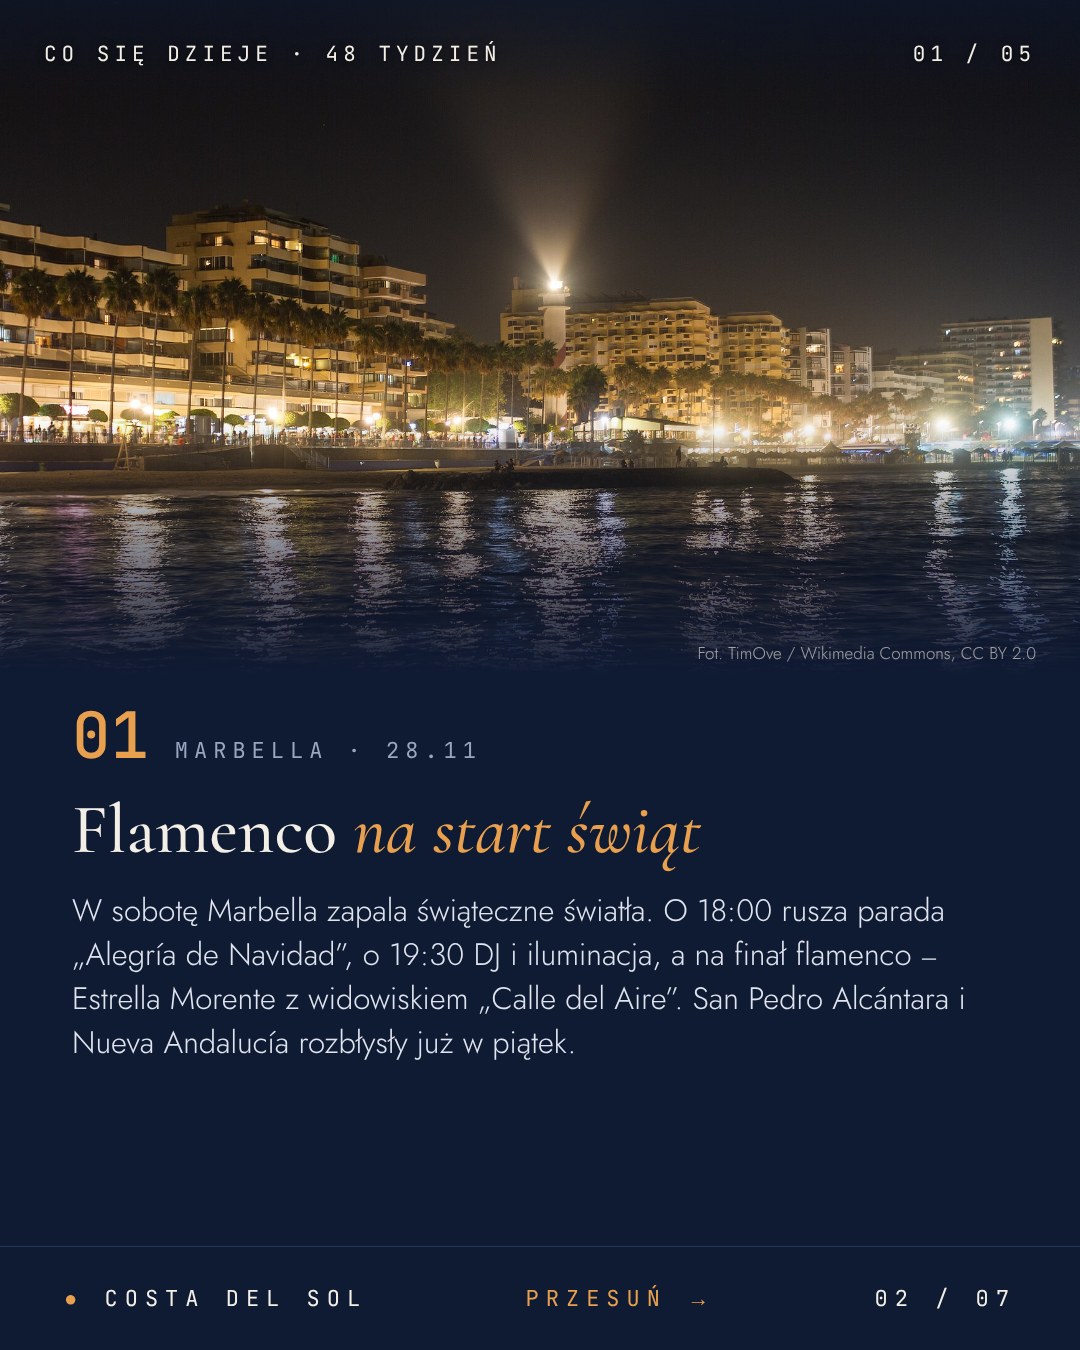 CO SIĘ DZIEJE · 48 TYDZIEŃ
01 / 05
Fot. TimOve / Wikimedia Commons, CC BY 2.0
01 MARBELLA · 28.11
Flamenco na start świąt
W sobotę Marbella zapala świąteczne światła. O 18:00 rusza parada
„Alegría de Navidad”, o 19:30 DJ i iluminacja, a na finał flamenco –
Estrella Morente z widowiskiem „Calle del Aire”. San Pedro Alcántara i
Nueva Andalucía rozbłysły już w piątek.
• COSTA DEL SOL
PRZESUŃ →
02 / 07